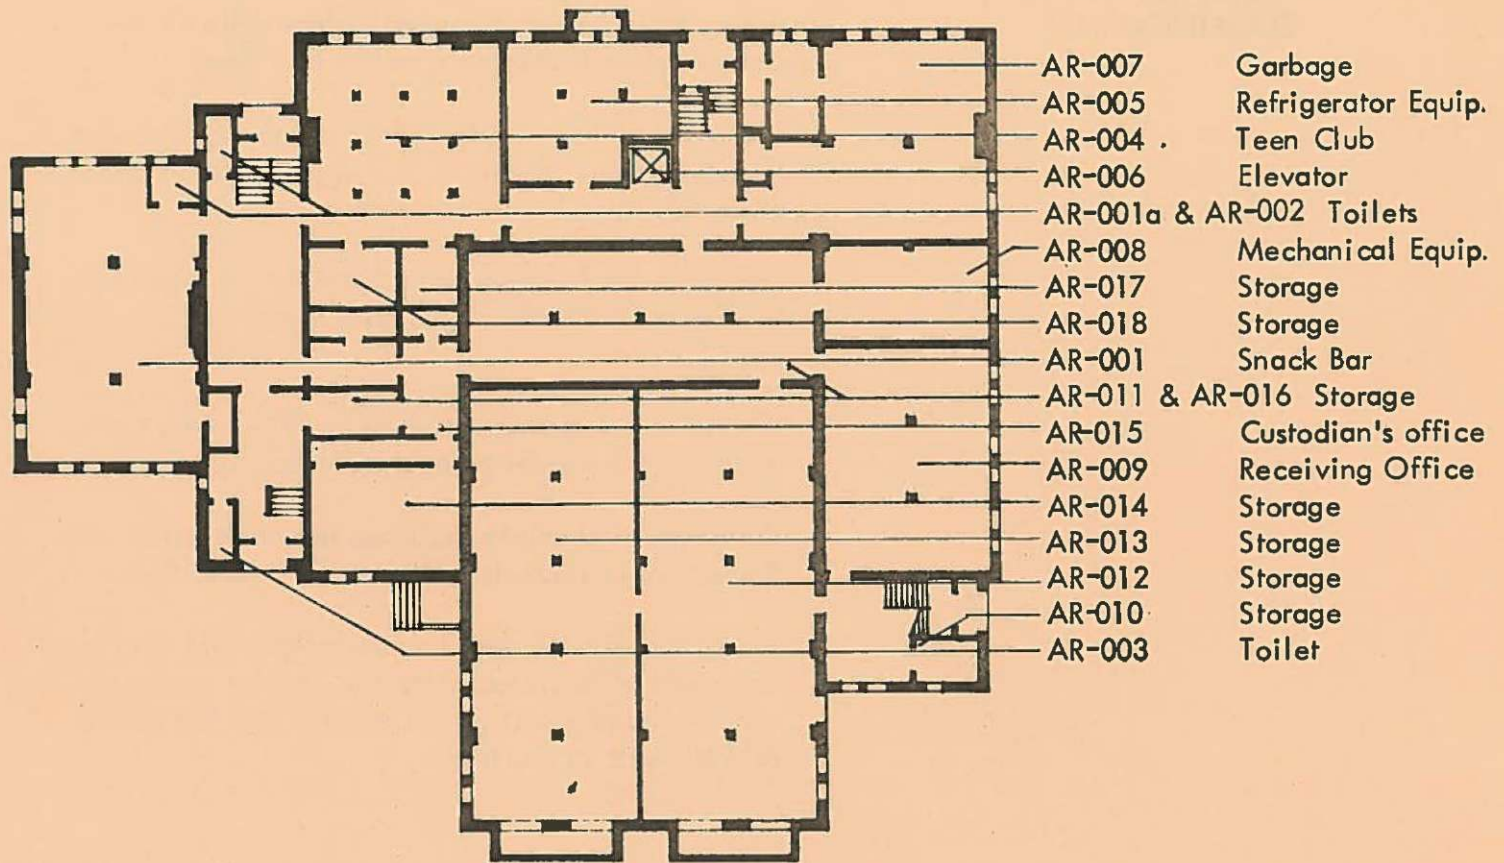 AR-007 Garbage
AR-005 Refrigerator Equip.
AR-004 . Teen Club
AR-006 Elevator
AR-001a & AR-002 Toilets
AR-008 Mechanical Equip.
AR-017 Storage
AR-018 Storage
AR-001 Snack Bar
AR-011 & AR-016 Storage
AR-015 Custodian's office
AR-009 Receiving Office
AR-014 Storage
AR-013 Storage
AR-012 Storage
AR-010 Storage
AR-003 Toilet